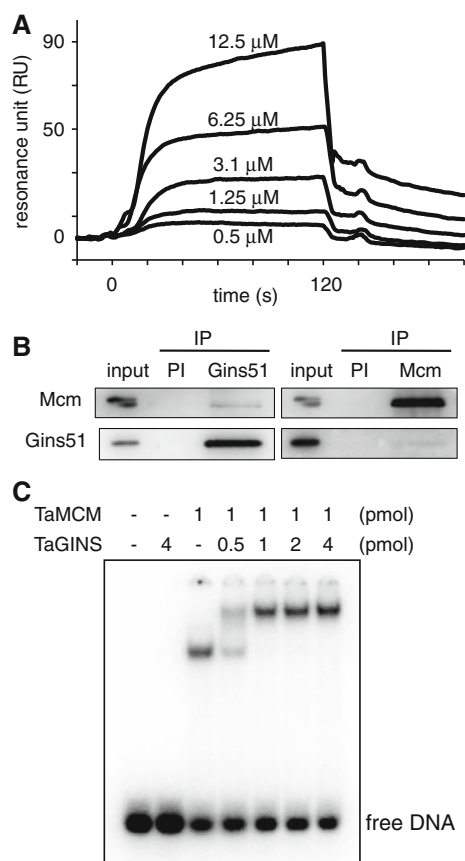 A
90
50
0
resonance unit (RU)
12.5 μM
6.25 μM
3.1 μM
1.25 μM
0.5 μM
0 120
time (s)
B
IP IP
input PI Gins51 input PI Mcm
Mcm
Gins51
C
TaMCM - - 1 1 1 1 1 (pmol)
TaGINS - 4 - 0.5 1 2 4 (pmol)
free DNA